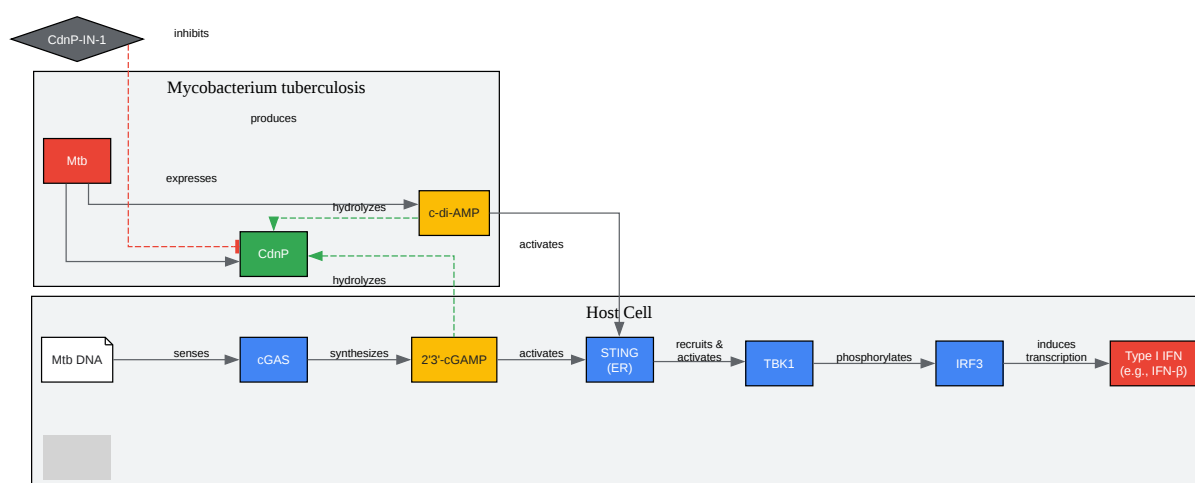 CdnP-IN-1
inhibits
Mycobacterium tuberculosis
produces
Mtb
expresses
hydrolyzes
c-di-AMP
activates
CdnP
hydrolyzes
Host Cell
Mtb DNA
senses
cGAS
synthesizes
2'3'-cGAMP
activates
STING
(ER)
recruits &
activates
TBK1
phosphorylates
IRF3
induces
transcription
Type I IFN
(e.g., IFN-β)